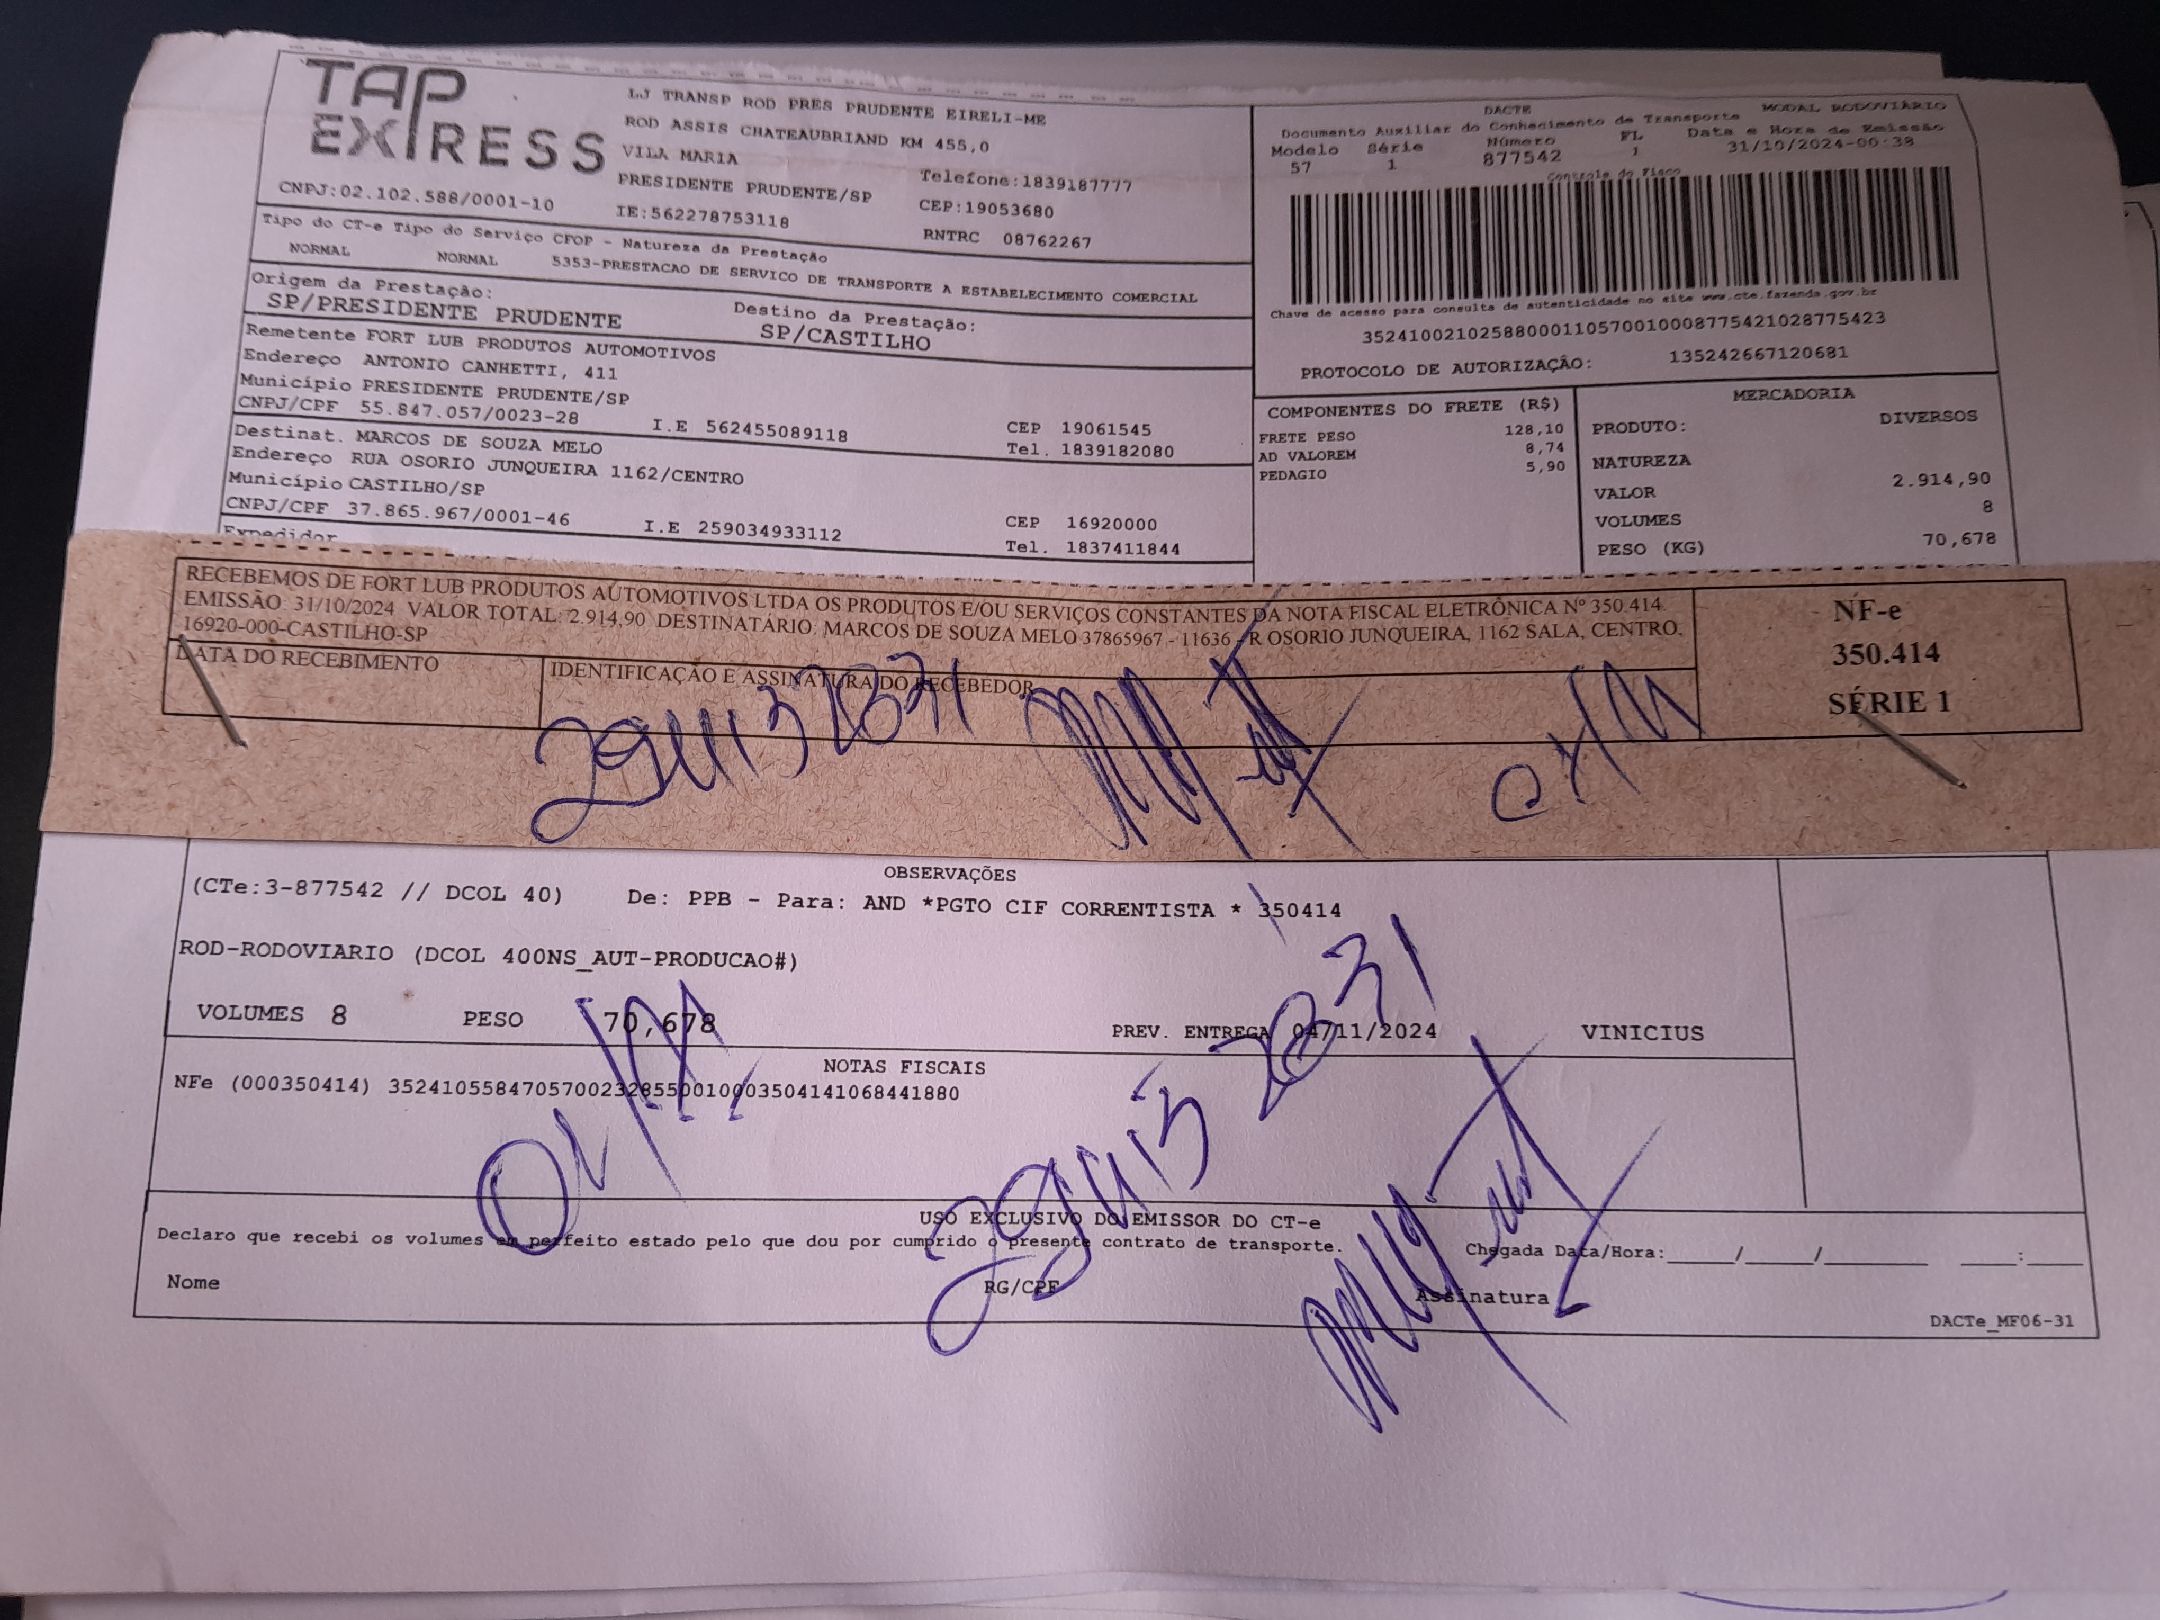 TAP
EXPRESS
CNPJ:02.102.588/0001-10
LJ TRANSP ROD PRES PRUDENTE EIRELI-ME
ROD ASSIS CHATEAUBRIAND KM 455,0
VILA MARIA
PRESIDENTE PRUDENTE/SP
IE:562278753118
Telefone:1839187777
CEP:19053680
RNTRC 08762267
DACTE MODAL RODOVIÁRIO
Documento Auxiliar do Conhecimento de Transporte
Modelo Série Número FL Data e Hora de Emissão
57 1 877542 1 31/10/2024-00:38
Controle do Fisco
Chave de acesso para consulta de autenticidade no site www.cte.fazenda.gov.br
35241002102588000110570010008775421028775423
PROTOCOLO DE AUTORIZAÇÃO: 135242667120681
Tipo do CT-e Tipo do Serviço CFOP - Natureza da Prestação
NORMAL NORMAL 5353-PRESTACAO DE SERVICO DE TRANSPORTE A ESTABELECIMENTO COMERCIAL
Origem da Prestação: Destino da Prestação:
SP/PRESIDENTE PRUDENTE SP/CASTILHO
Remetente FORT LUB PRODUTOS AUTOMOTIVOS
Endereço ANTONIO CANHETTI, 411
Município PRESIDENTE PRUDENTE/SP CEP 19061545
CNPJ/CPF 55.847.057/0023-28 I.E 562455089118 Tel. 1839182080
Destinat. MARCOS DE SOUZA MELO
Endereço RUA OSORIO JUNQUEIRA 1162/CENTRO
Município CASTILHO/SP CEP 16920000
CNPJ/CPF 37.865.967/0001-46 I.E 259034933112 Tel. 1837411844
Expedidor
COMPONENTES DO FRETE (R$)
FRETE PESO 128,10
AD VALOREM 8,74
PEDAGIO 5,90
MERCADORIA
PRODUTO: DIVERSOS
NATUREZA
VALOR 2.914,90
VOLUMES 8
PESO (KG) 70,678
RECEBEMOS DE FORT LUB PRODUTOS AUTOMOTIVOS LTDA OS PRODUTOS E/OU SERVIÇOS CONSTANTES DA NOTA FISCAL ELETRÔNICA Nº 350.414.
EMISSÃO: 31/10/2024 VALOR TOTAL: 2.914,90 DESTINATÁRIO: MARCOS DE SOUZA MELO 37865967 - 11636 - R OSORIO JUNQUEIRA, 1162 SALA, CENTRO,
16920-000-CASTILHO-SP
DATA DO RECEBIMENTO IDENTIFICAÇÃO E ASSINATURA DO RECEBEDOR
NF-e
350.414
SÉRIE 1
OBSERVAÇÕES
(CTe:3-877542 // DCOL 40) De: PPB - Para: AND *PGTO CIF CORRENTISTA * 350414
ROD-RODOVIARIO (DCOL 400NS_AUT-PRODUCAO#)
VOLUMES 8 PESO 70,678 PREV. ENTREGA 04/11/2024 VINICIUS
NOTAS FISCAIS
NFe (000350414) 35241055847057002328550010003504141068441880
USO EXCLUSIVO DO EMISSOR DO CT-e
Declaro que recebi os volumes em perfeito estado pelo que dou por cumprido o presente contrato de transporte. Chegada Data/Hora:____/____/______ ___:___
Nome RG/CPF Assinatura
DACTe_MF06-31